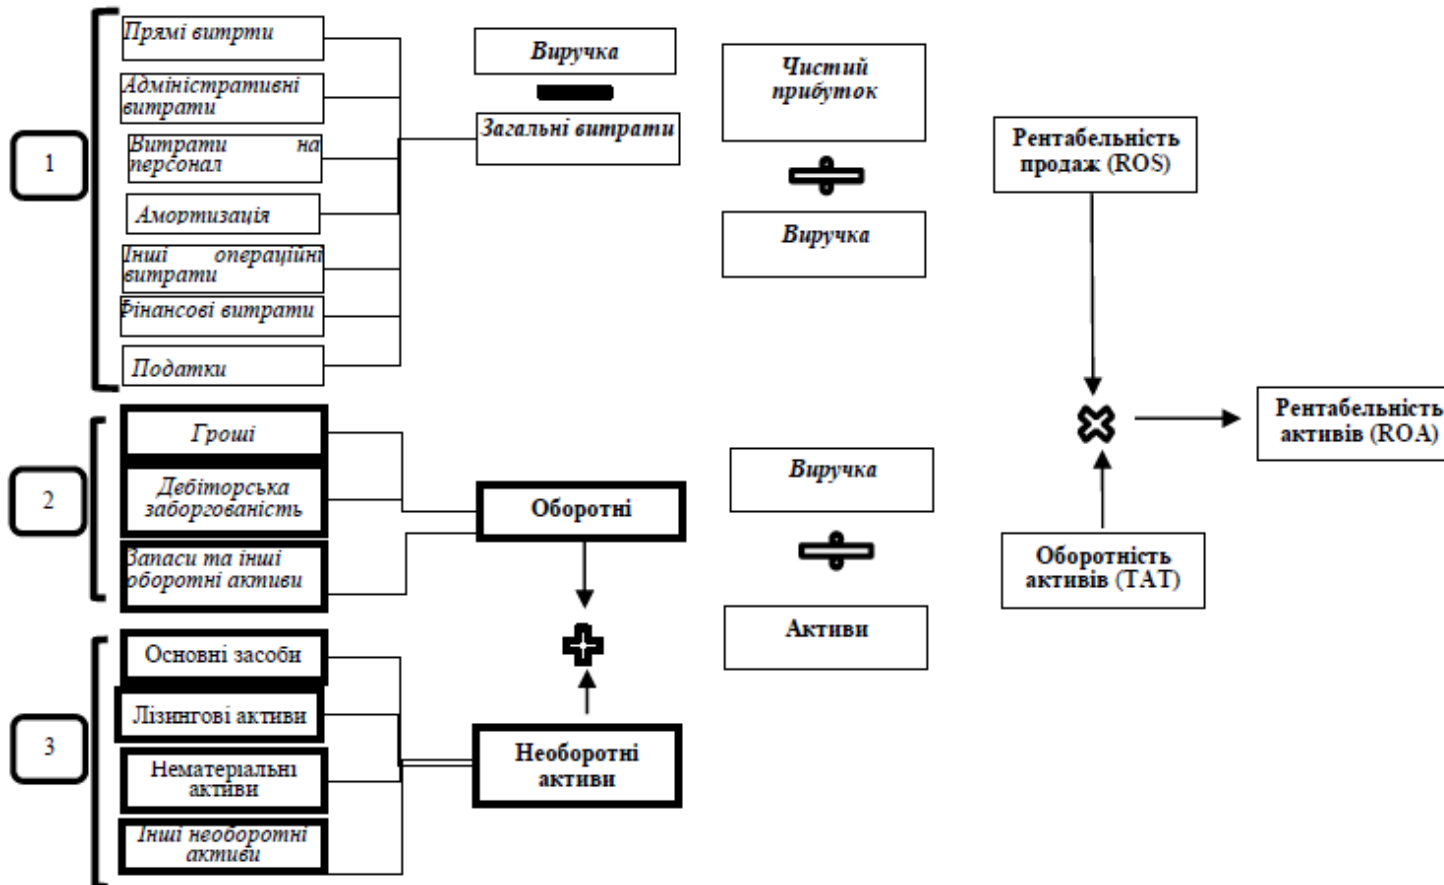 1
Прямі витрти
Адміністративні
витрати
Витрати на
персонал
Амортизація
Інші операційні
витрати
Фінансові витрати
Податки
Виручка
Загальні витрати
Чистий
прибуток
Виручка
Рентабельність
продаж (ROS)
2
Гроші
Дебіторська
заборгованість
Запаси та інші
оборотні активи
Оборотні
Виручка
Активи
Оборотність
активів (ТАТ)
Рентабельність
активів (ROA)
3
Основні засоби
Лізингові активи
Нематеріальні
активи
Інші необоротні
активи
Необоротні
активи